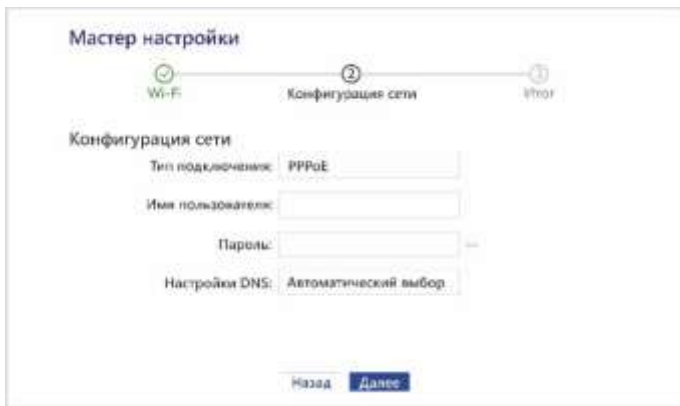 Мастер настройки
2
Wi-Fi Конфигурация сети Итог
Конфигурация сети
Тип подключения: PPPoE
Имя пользователя:
Пароль:
Настройки DNS: Автоматический выбор
Назад Далее